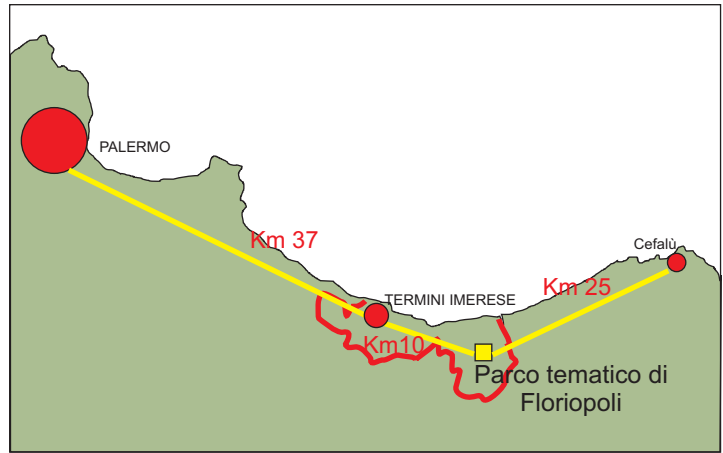 PALERMO
Km 37
Cefalù
Km 25
TERMINI IMERESE
Km10
Parco tematico di
Floriopoli